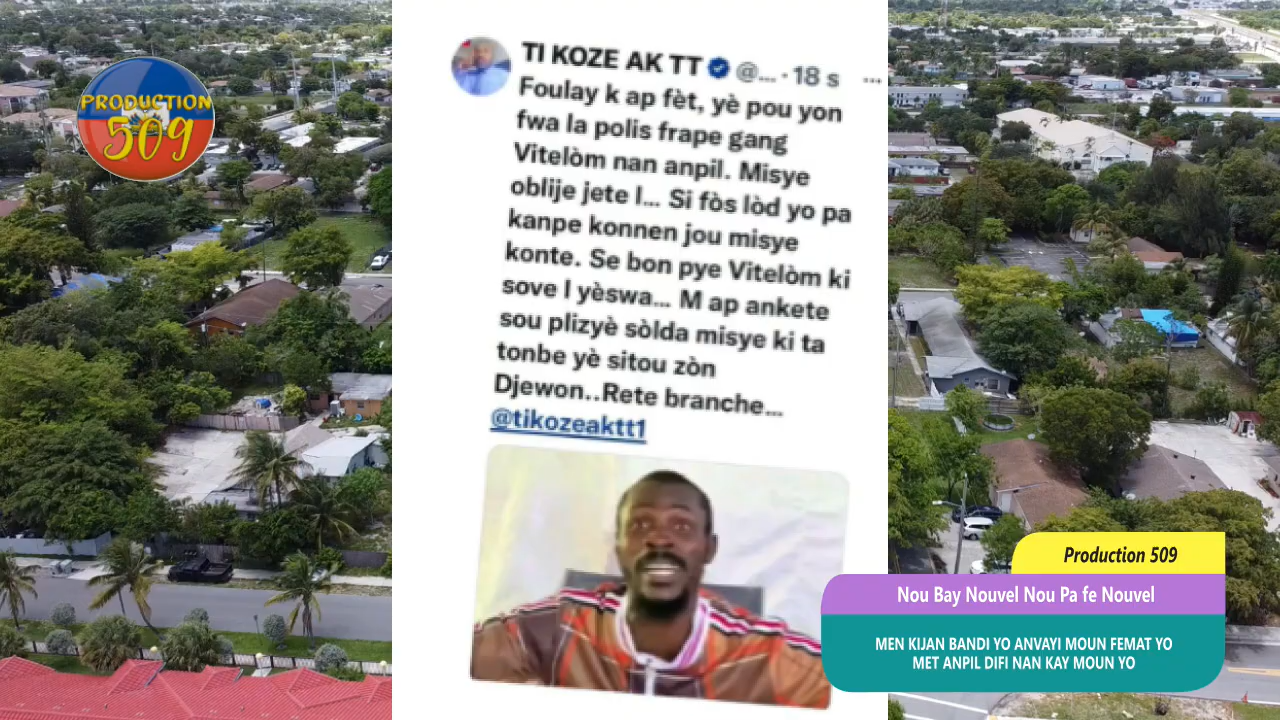 PRODUCTION
509
TI KOZE AK TT @... · 18 s ...
Foulay k ap fèt, yè pou yon
fwa la polis frape gang
Vitelòm nan anpil. Misye
oblije jete l... Si fòs lòd yo pa
kanpe konnen jou misye
konte. Se bon pye Vitelòm ki
sove l yèswa... M ap ankete
sou plizyè sòlda misye ki ta
tonbe yè sitou zòn
Djewon..Rete branche...
@tikozeaktt1
Production 509
Nou Bay Nouvel Nou Pa fe Nouvel
MEN KIJAN BANDI YO ANVAYI MOUN FEMAT YO
MET ANPIL DIFI NAN KAY MOUN YO